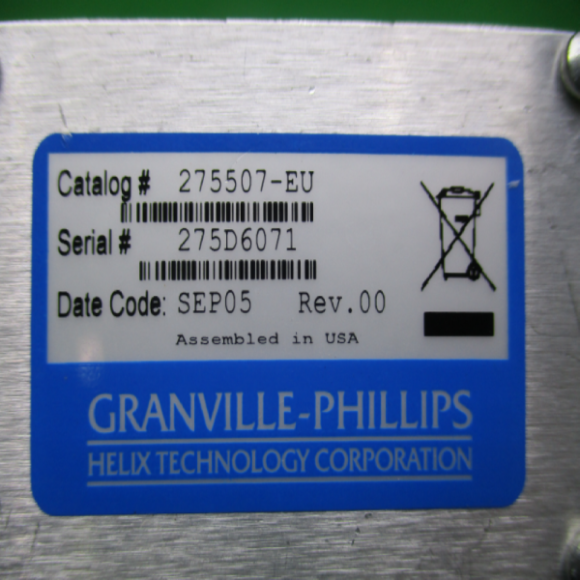 Catalog # 275507-EU
Serial # 275D6071
Date Code: SEP05 Rev.00
Assembled in USA
GRANVILLE-PHILLIPS
HELIX TECHNOLOGY CORPORATION